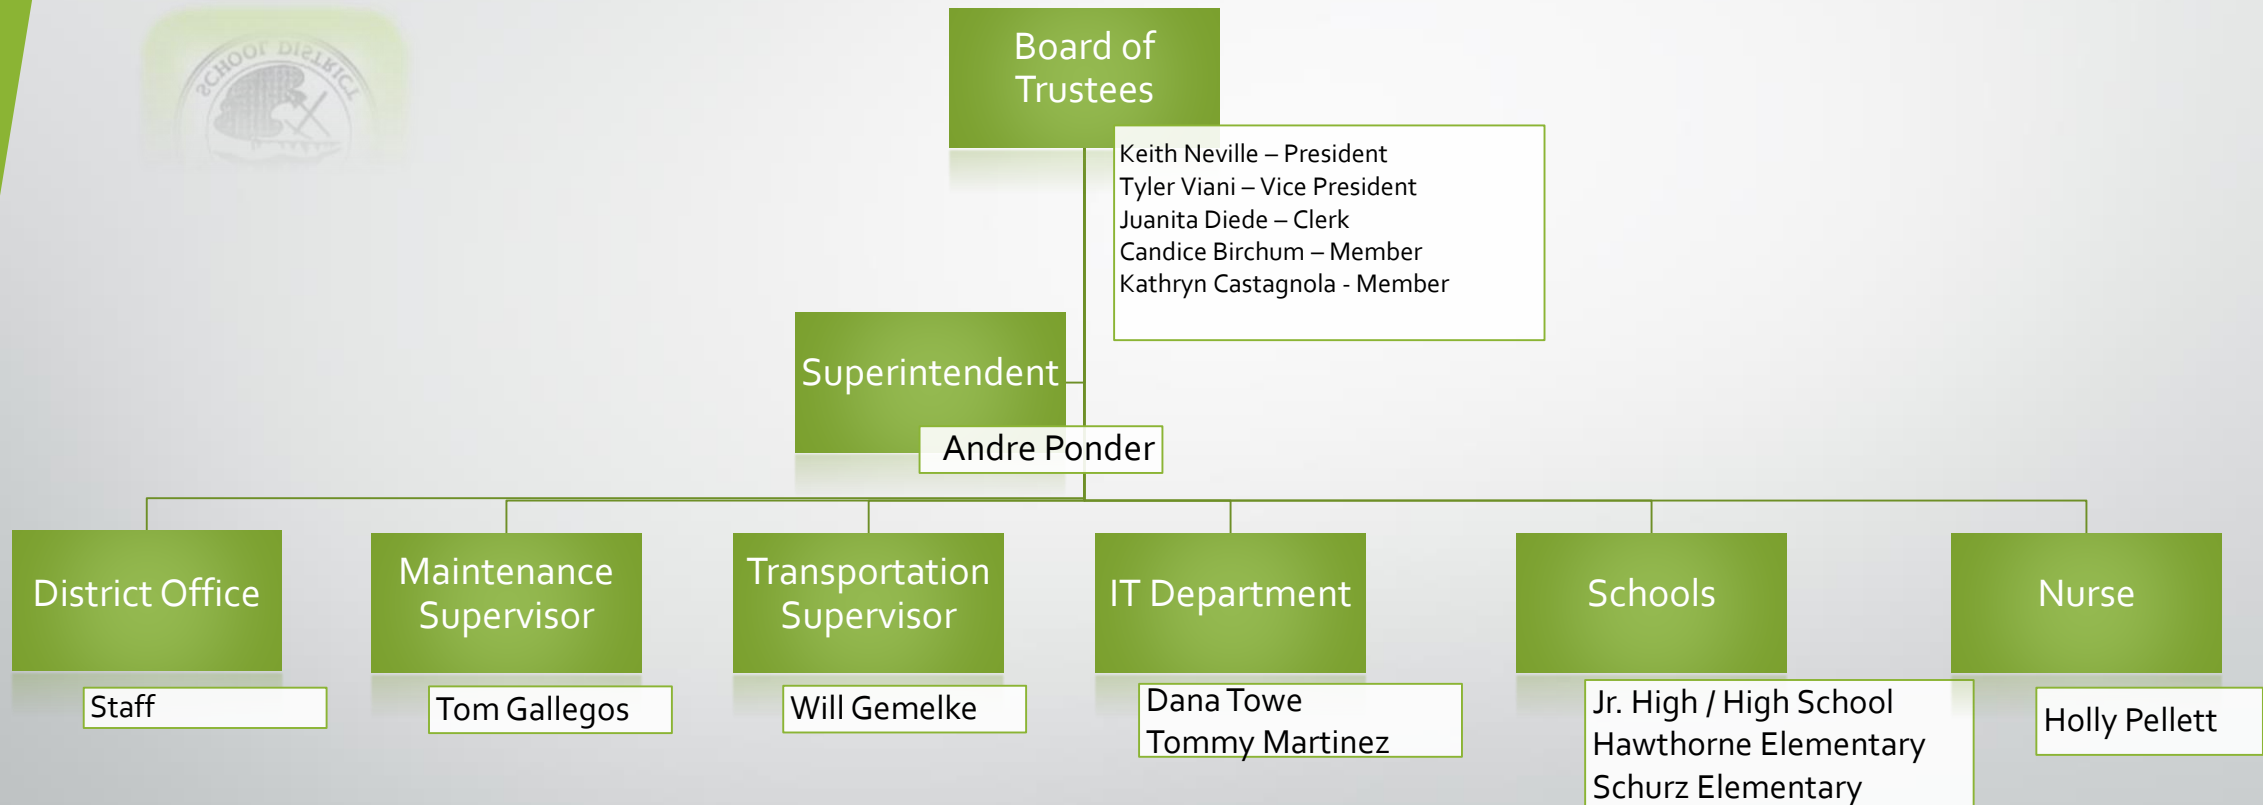 SCHOOL DISTRICT
Board of
Trustees
Keith Neville – President
Tyler Viani – Vice President
Juanita Diede – Clerk
Candice Birchum – Member
Kathryn Castagnola - Member
Superintendent
Andre Ponder
District Office
Staff
Maintenance
Supervisor
Tom Gallegos
Transportation
Supervisor
Will Gemelke
IT Department
Dana Towe
Tommy Martinez
Schools
Jr. High / High School
Hawthorne Elementary
Schurz Elementary
Nurse
Holly Pellett